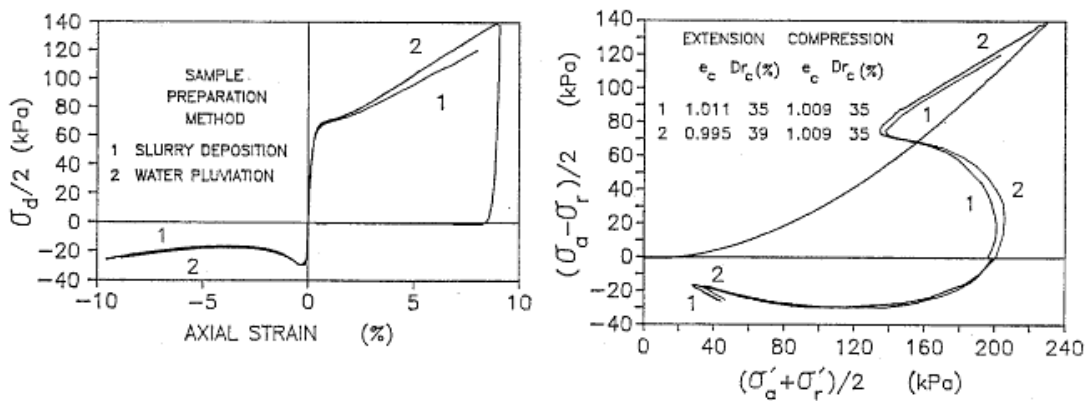 140
120
100
80
60
40
20
0
-20
-40
σd/2 (kPa)
SAMPLE
PREPARATION
METHOD
1 SLURRY DEPOSITION
2 WATER PLUVIATION
2
1
1
2
-10 -5 0 5 10
AXIAL STRAIN (%)
140
120
100
80
60
40
20
0
-20
-40
(σa-σr)/2 (kPa)
EXTENSION COMPRESSION
ec Drc(%) ec Drc(%)
1 1.011 35 1.009 35
2 0.995 39 1.009 35
2
1
2
1
2
1
0 40 80 120 160 200 240
(σ'a+σ'r)/2 (kPa)